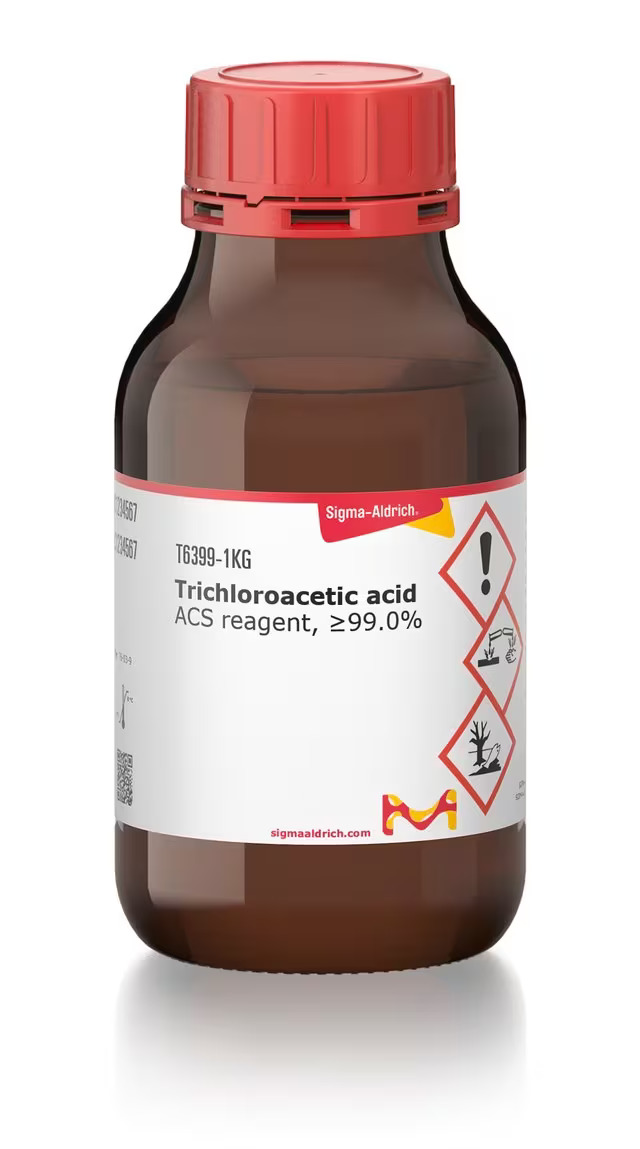 Sigma-Aldrich®
T6399-1KG
Trichloroacetic acid
ACS reagent, ≥99.0%
sigmaaldrich.com